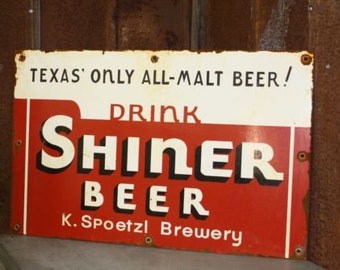 TEXAS' ONLY ALL-MALT BEER!
DRINK
SHINER
BEER
K. Spoetzl Brewery